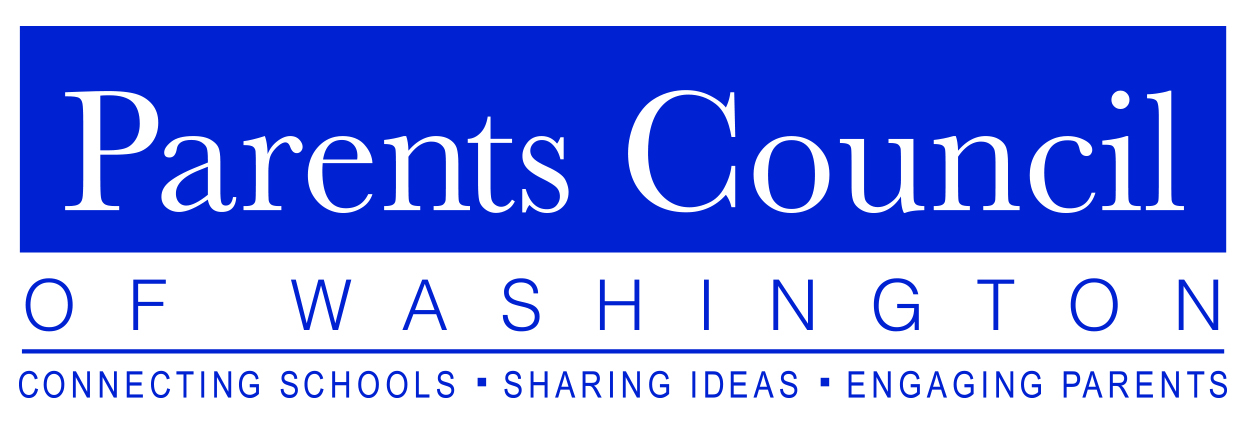 Parents Council
OF WASHINGTON
CONNECTING SCHOOLS ▪ SHARING IDEAS ▪ ENGAGING PARENTS